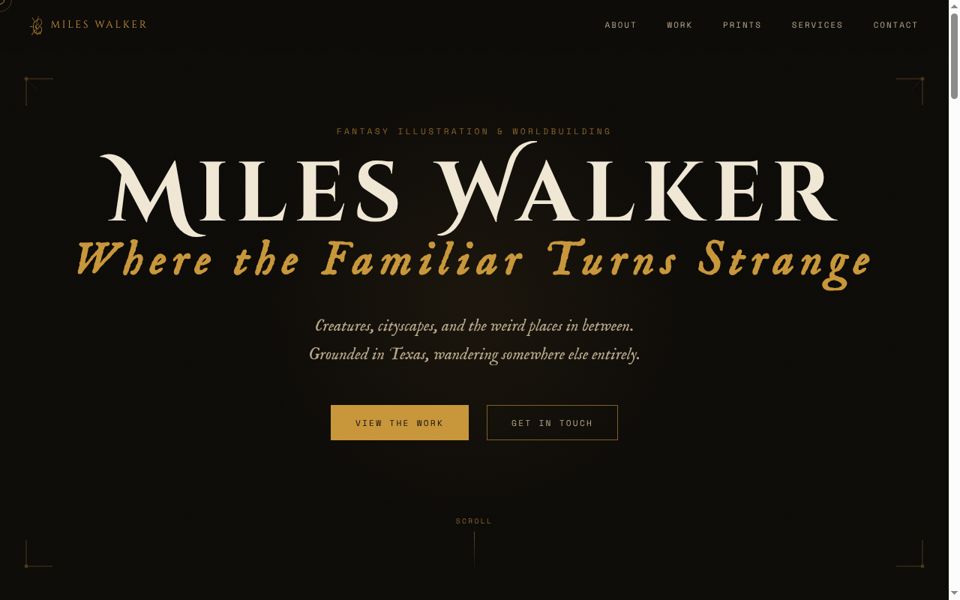 MILES WALKER
ABOUT WORK PRINTS SERVICES CONTACT
FANTASY ILLUSTRATION & WORLDBUILDING
MILES WALKER
Where the Familiar Turns Strange
Creatures, cityscapes, and the weird places in between.
Grounded in Texas, wandering somewhere else entirely.
VIEW THE WORK
GET IN TOUCH
SCROLL